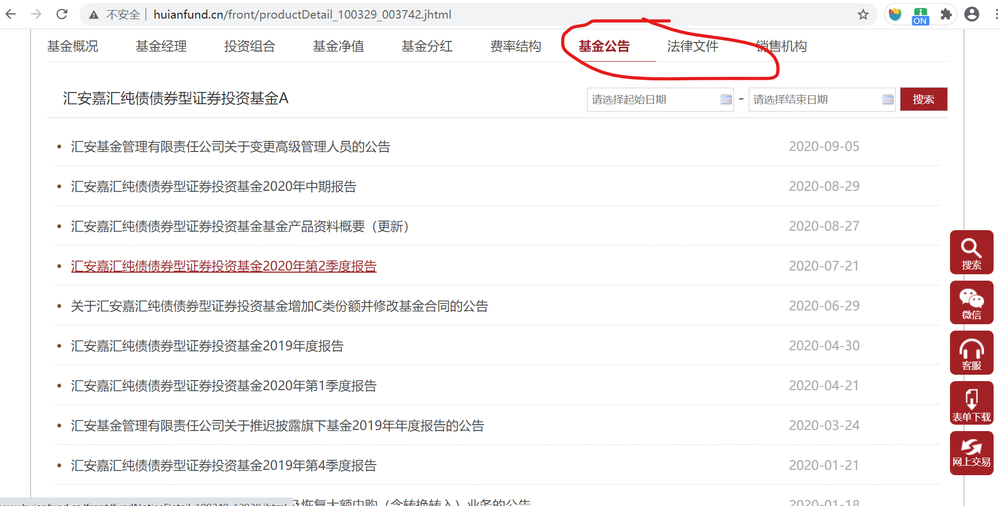 不安全 huianfund.cn/front/productDetail_100329_003742.jhtml
ON
基金概况 基金经理 投资组合 基金净值 基金分红 费率结构 基金公告 法律文件 销售机构
汇安嘉汇纯债债券型证券投资基金A 请选择起始日期 - 请选择结束日期 搜索
汇安基金管理有限责任公司关于变更高级管理人员的公告 2020-09-05
汇安嘉汇纯债债券型证券投资基金2020年中期报告 2020-08-29
汇安嘉汇纯债债券型证券投资基金基金产品资料概要（更新） 2020-08-27
汇安嘉汇纯债债券型证券投资基金2020年第2季度报告 2020-07-21
关于汇安嘉汇纯债债券型证券投资基金增加C类份额并修改基金合同的公告 2020-06-29
汇安嘉汇纯债债券型证券投资基金2019年度报告 2020-04-30
汇安嘉汇纯债债券型证券投资基金2020年第1季度报告 2020-04-21
汇安基金管理有限责任公司关于推迟披露旗下基金2019年年度报告的公告 2020-03-24
汇安嘉汇纯债债券型证券投资基金2019年第4季度报告 2020-01-21
恢复大额申购（含转换转入）业务的公告 2020-01-18
搜索
微信
客服
表单下载
网上交易